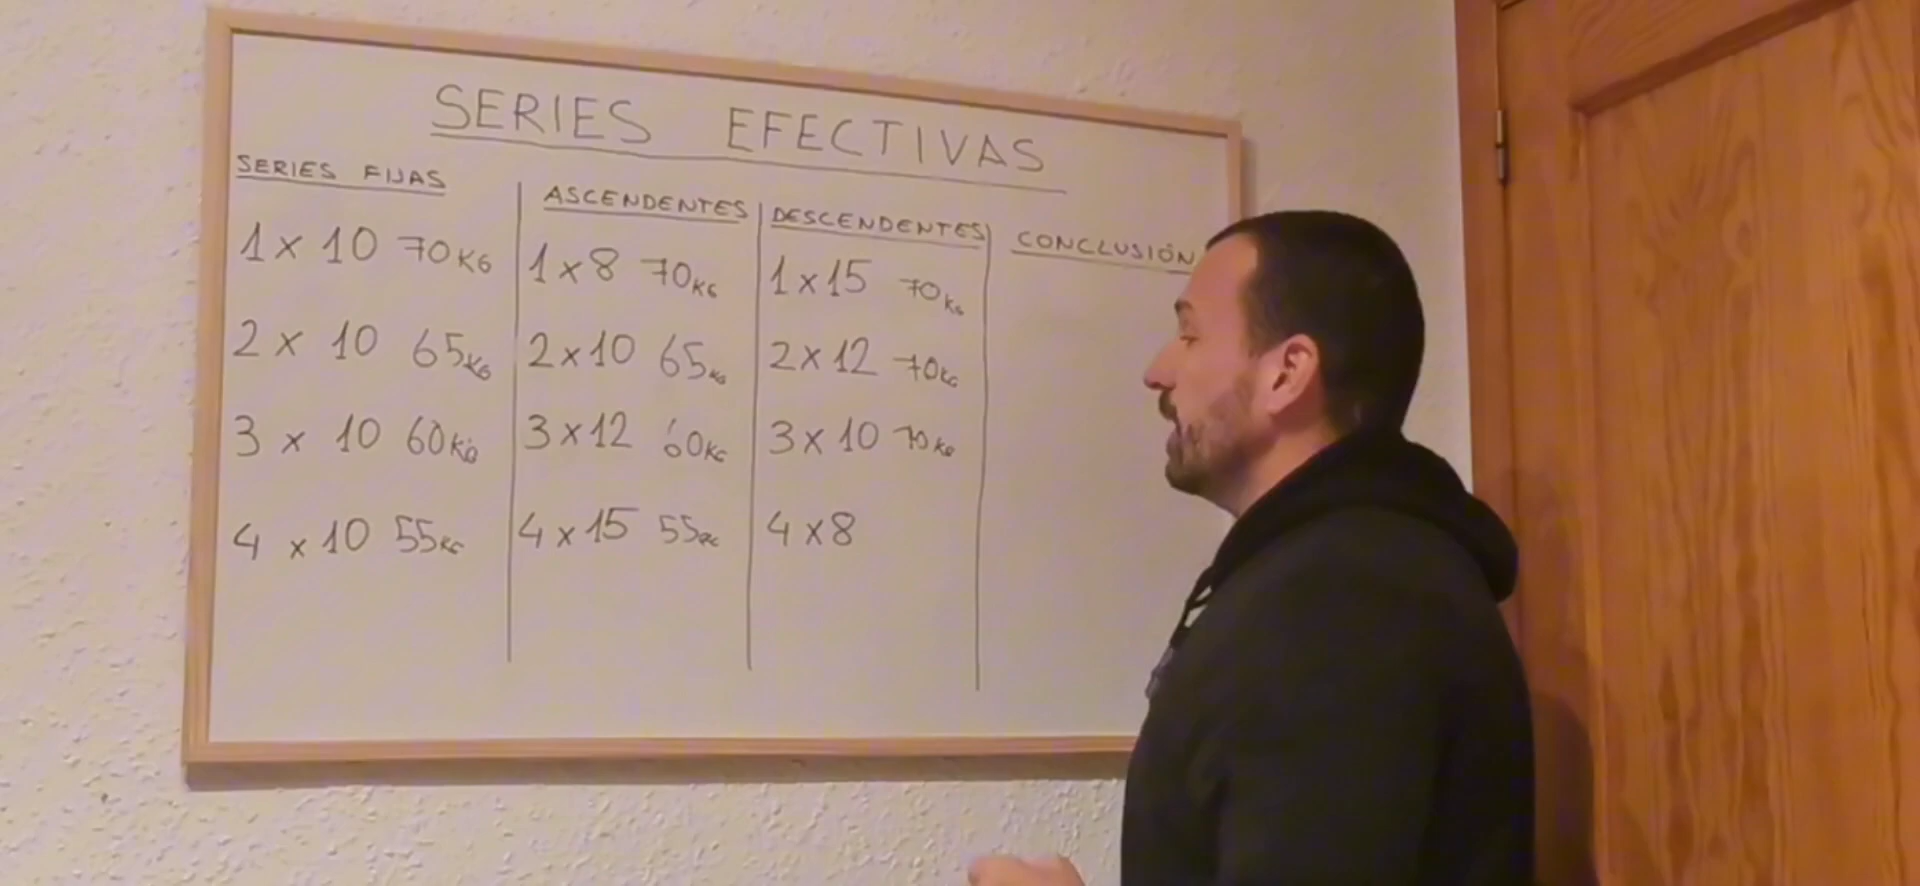 SERIES EFECTIVAS
SERIES FIJAS
1 x 10 70KG
2 x 10 65KG
3 x 10 60KG
4 x 10 55KG
ASCENDENTES
1 x 8 70KG
2 x 10 65KG
3 x 12 60KG
4 x 15 55KG
DESCENDENTES
1 x 15 70KG
2 x 12 70KG
3 x 10 70KG
4 x 8
CONCLUSIÓN